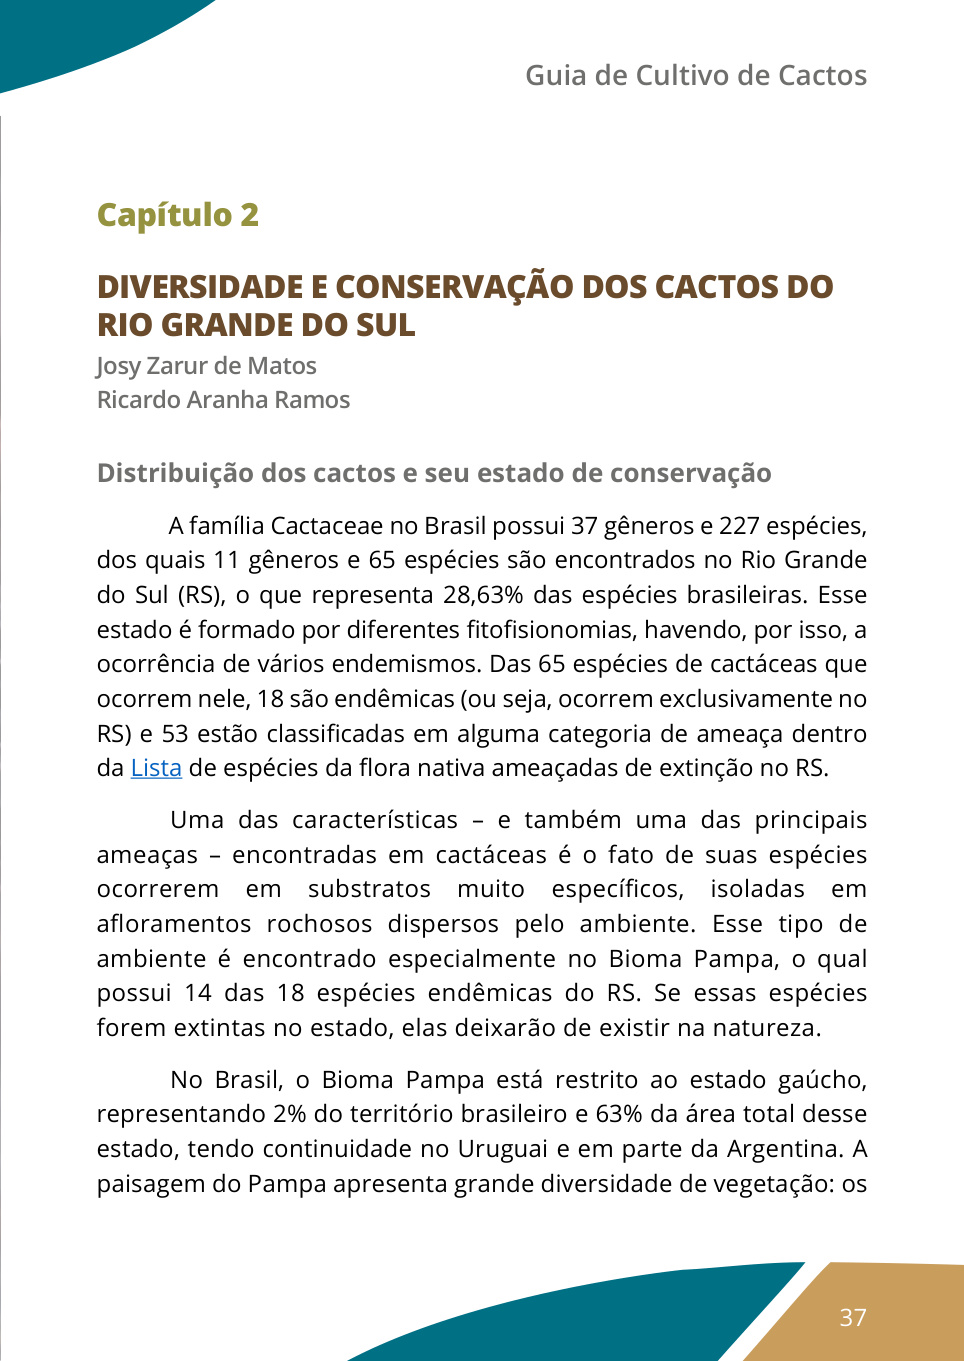 Guia de Cultivo de Cactos
Capítulo 2
DIVERSIDADE E CONSERVAÇÃO DOS CACTOS DO
RIO GRANDE DO SUL
Josy Zarur de Matos
Ricardo Aranha Ramos
Distribuição dos cactos e seu estado de conservação
A família Cactaceae no Brasil possui 37 gêneros e 227 espécies,
dos quais 11 gêneros e 65 espécies são encontrados no Rio Grande
do Sul (RS), o que representa 28,63% das espécies brasileiras. Esse
estado é formado por diferentes fitofisionomias, havendo, por isso, a
ocorrência de vários endemismos. Das 65 espécies de cactáceas que
ocorrem nele, 18 são endêmicas (ou seja, ocorrem exclusivamente no
RS) e 53 estão classificadas em alguma categoria de ameaça dentro
da Lista de espécies da flora nativa ameaçadas de extinção no RS.
Uma das características – e também uma das principais
ameaças – encontradas em cactáceas é o fato de suas espécies
ocorrerem em substratos muito específicos, isoladas em
afloramentos rochosos dispersos pelo ambiente. Esse tipo de
ambiente é encontrado especialmente no Bioma Pampa, o qual
possui 14 das 18 espécies endêmicas do RS. Se essas espécies
forem extintas no estado, elas deixarão de existir na natureza.
No Brasil, o Bioma Pampa está restrito ao estado gaúcho,
representando 2% do território brasileiro e 63% da área total desse
estado, tendo continuidade no Uruguai e em parte da Argentina. A
paisagem do Pampa apresenta grande diversidade de vegetação: os
37